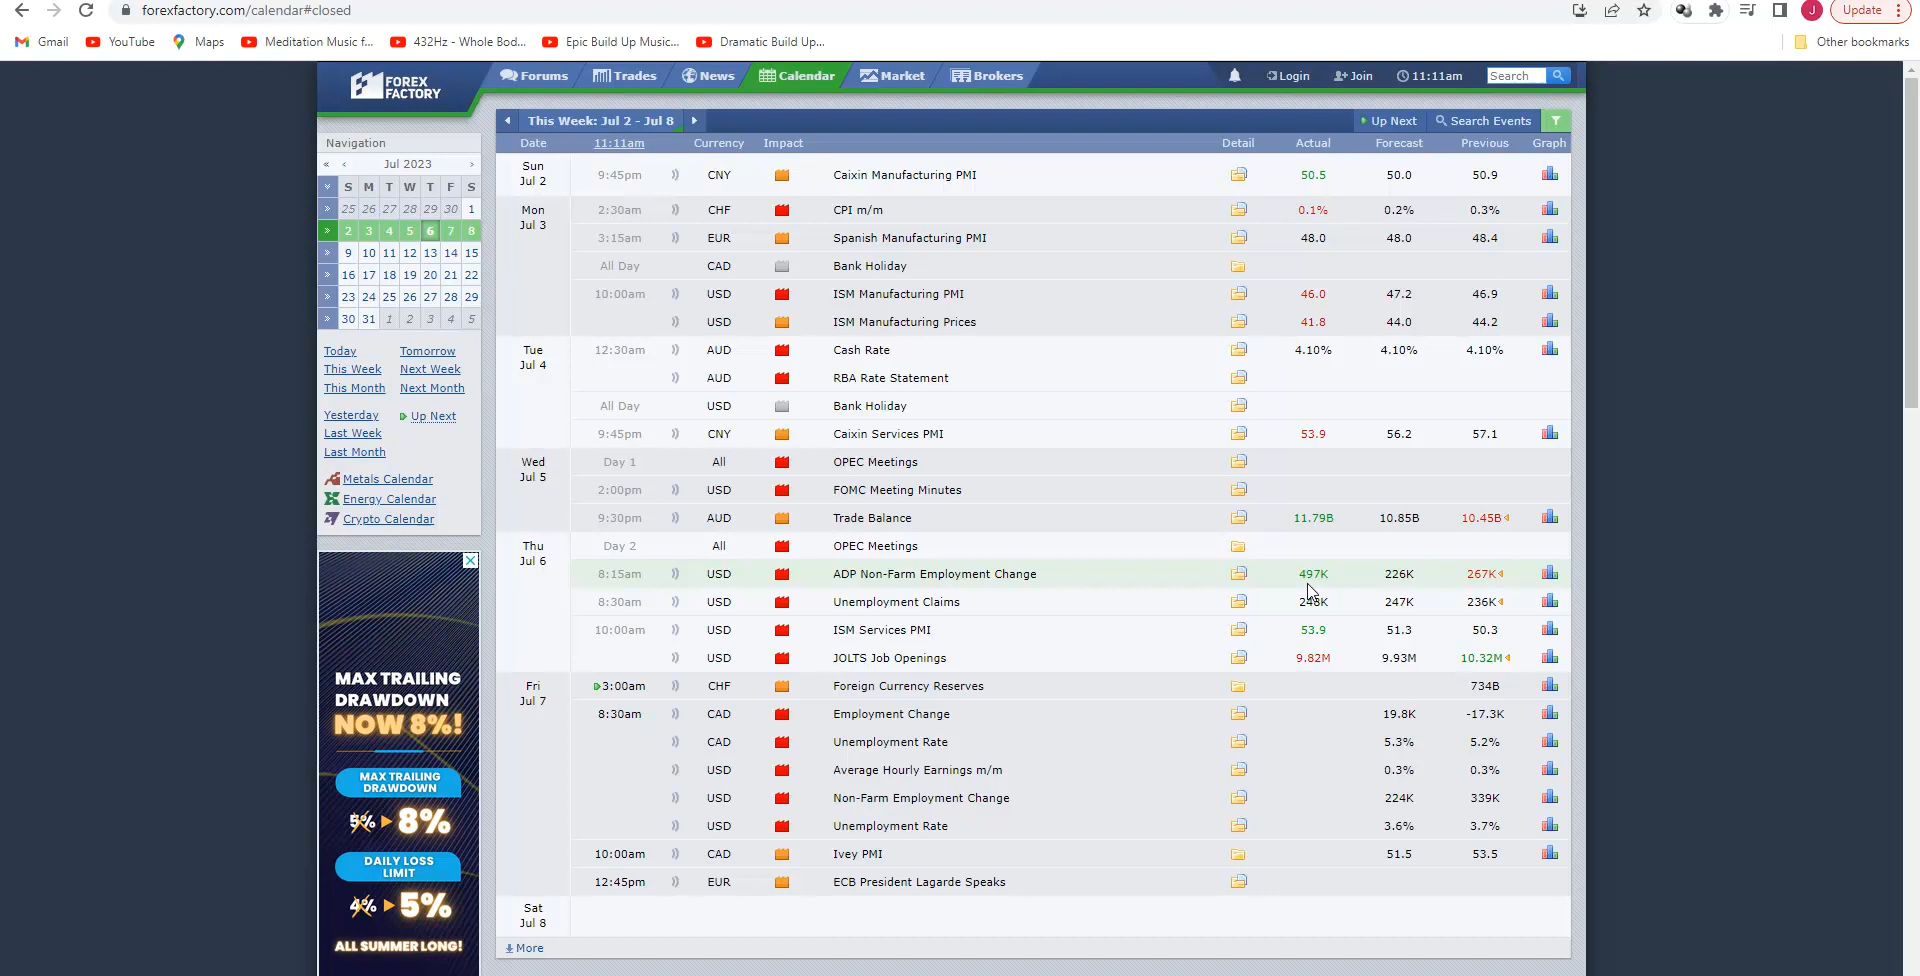 forexfactory.com/calendar#closed
J
Update
Gmail
YouTube
Maps
Meditation Music f...
432Hz - Whole Bod...
Epic Build Up Music...
Dramatic Build Up...
Other bookmarks
FOREX
FACTORY
Forums
Trades
News
Calendar
Market
Brokers
Login
Join
11:11am
Search
Navigation
« ‹ Jul 2023 ›
S M T W T F S
25 26 27 28 29 30 1
2 3 4 5 6 7 8
9 10 11 12 13 14 15
16 17 18 19 20 21 22
23 24 25 26 27 28 29
30 31 1 2 3 4 5
Today Tomorrow
This Week Next Week
This Month Next Month
Yesterday Up Next
Last Week
Last Month
Metals Calendar
Energy Calendar
Crypto Calendar
MAX TRAILING
DRAWDOWN
NOW 8%!
MAX TRAILING
DRAWDOWN
5% 8%
DAILY LOSS
LIMIT
4% 5%
ALL SUMMER LONG!
This Week: Jul 2 - Jul 8
Up Next
Search Events
Date 11:11am Currency Impact Detail Actual Forecast Previous Graph
Sun Jul 2 9:45pm CNY Caixin Manufacturing PMI 50.5 50.0 50.9
Mon Jul 3 2:30am CHF CPI m/m 0.1% 0.2% 0.3%
3:15am EUR Spanish Manufacturing PMI 48.0 48.0 48.4
All Day CAD Bank Holiday
10:00am USD ISM Manufacturing PMI 46.0 47.2 46.9
USD ISM Manufacturing Prices 41.8 44.0 44.2
Tue Jul 4 12:30am AUD Cash Rate 4.10% 4.10% 4.10%
AUD RBA Rate Statement
All Day USD Bank Holiday
9:45pm CNY Caixin Services PMI 53.9 56.2 57.1
Wed Jul 5 Day 1 All OPEC Meetings
2:00pm USD FOMC Meeting Minutes
9:30pm AUD Trade Balance 11.79B 10.85B 10.45B
Thu Jul 6 Day 2 All OPEC Meetings
8:15am USD ADP Non-Farm Employment Change 497K 226K 267K
8:30am USD Unemployment Claims 248K 247K 236K
10:00am USD ISM Services PMI 53.9 51.3 50.3
USD JOLTS Job Openings 9.82M 9.93M 10.32M
Fri Jul 7 3:00am CHF Foreign Currency Reserves 734B
8:30am CAD Employment Change 19.8K -17.3K
CAD Unemployment Rate 5.3% 5.2%
USD Average Hourly Earnings m/m 0.3% 0.3%
USD Non-Farm Employment Change 224K 339K
USD Unemployment Rate 3.6% 3.7%
10:00am CAD Ivey PMI 51.5 53.5
12:45pm EUR ECB President Lagarde Speaks
Sat Jul 8
More